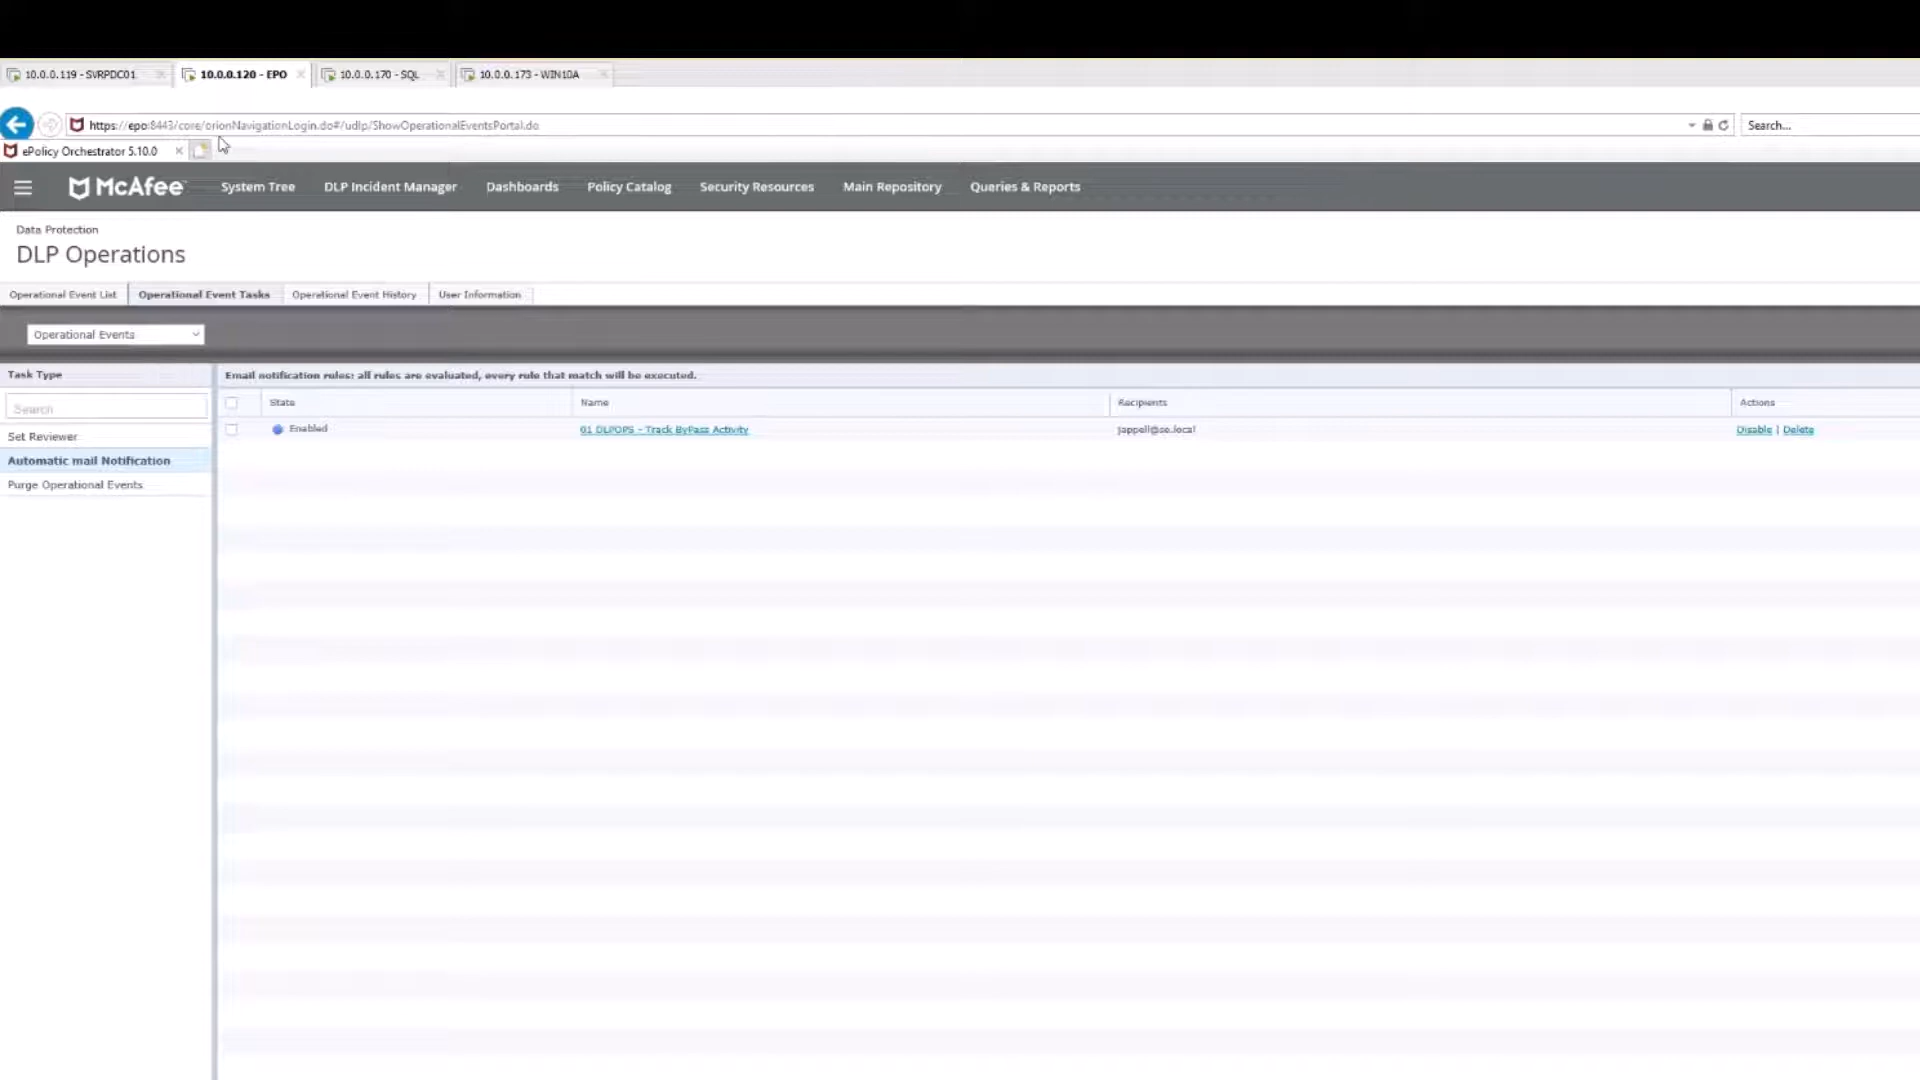 10.0.0.119 - SVRPDC01
10.0.0.120 - EPO
10.0.0.170 - SQL
10.0.0.173 - WIN10A
https://epo:8443/core/orionNavigationLogin.do#/udlp/ShowOperationalEventsPortal.do
Search...
ePolicy Orchestrator 5.10.0
McAfee
System Tree
DLP Incident Manager
Dashboards
Policy Catalog
Security Resources
Main Repository
Queries & Reports
Data Protection
DLP Operations
Operational Event List
Operational Event Tasks
Operational Event History
User Information
Operational Events
Task Type
Search
Set Reviewer
Automatic mail Notification
Purge Operational Events
Email notification rules: all rules are evaluated, every rule that match will be executed.
State
Name
Recipients
Actions
Enabled
01 DLPOPS - Track ByPass Activity
jappell@se.local
Disable | Delete